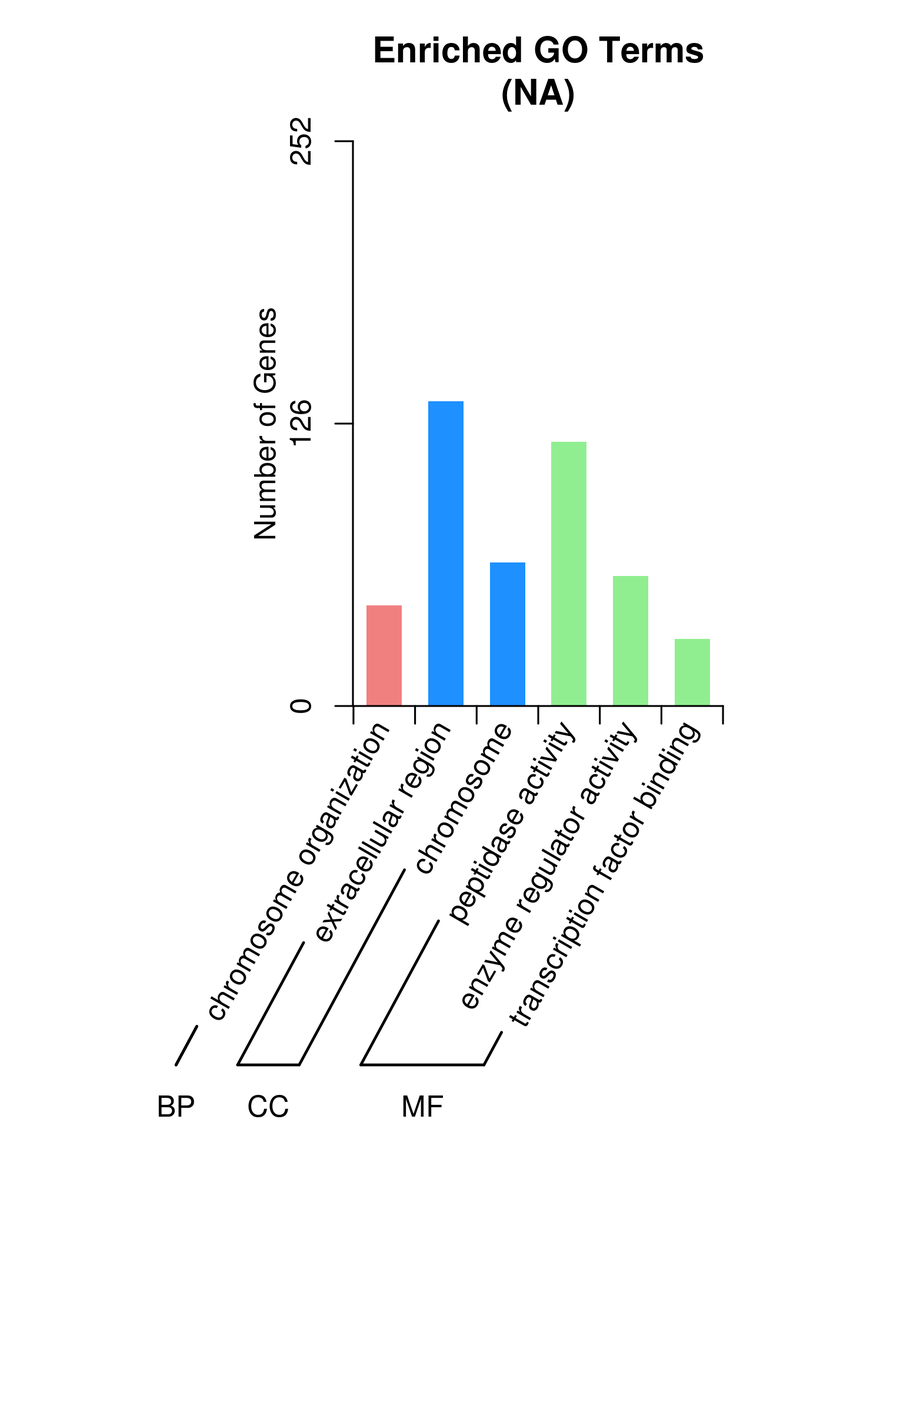 Enriched GO Terms
(NA)
Number of Genes
252
126
0
chromosome organization
extracellular region
chromosome
peptidase activity
enzyme regulator activity
transcription factor binding
BP
CC
MF